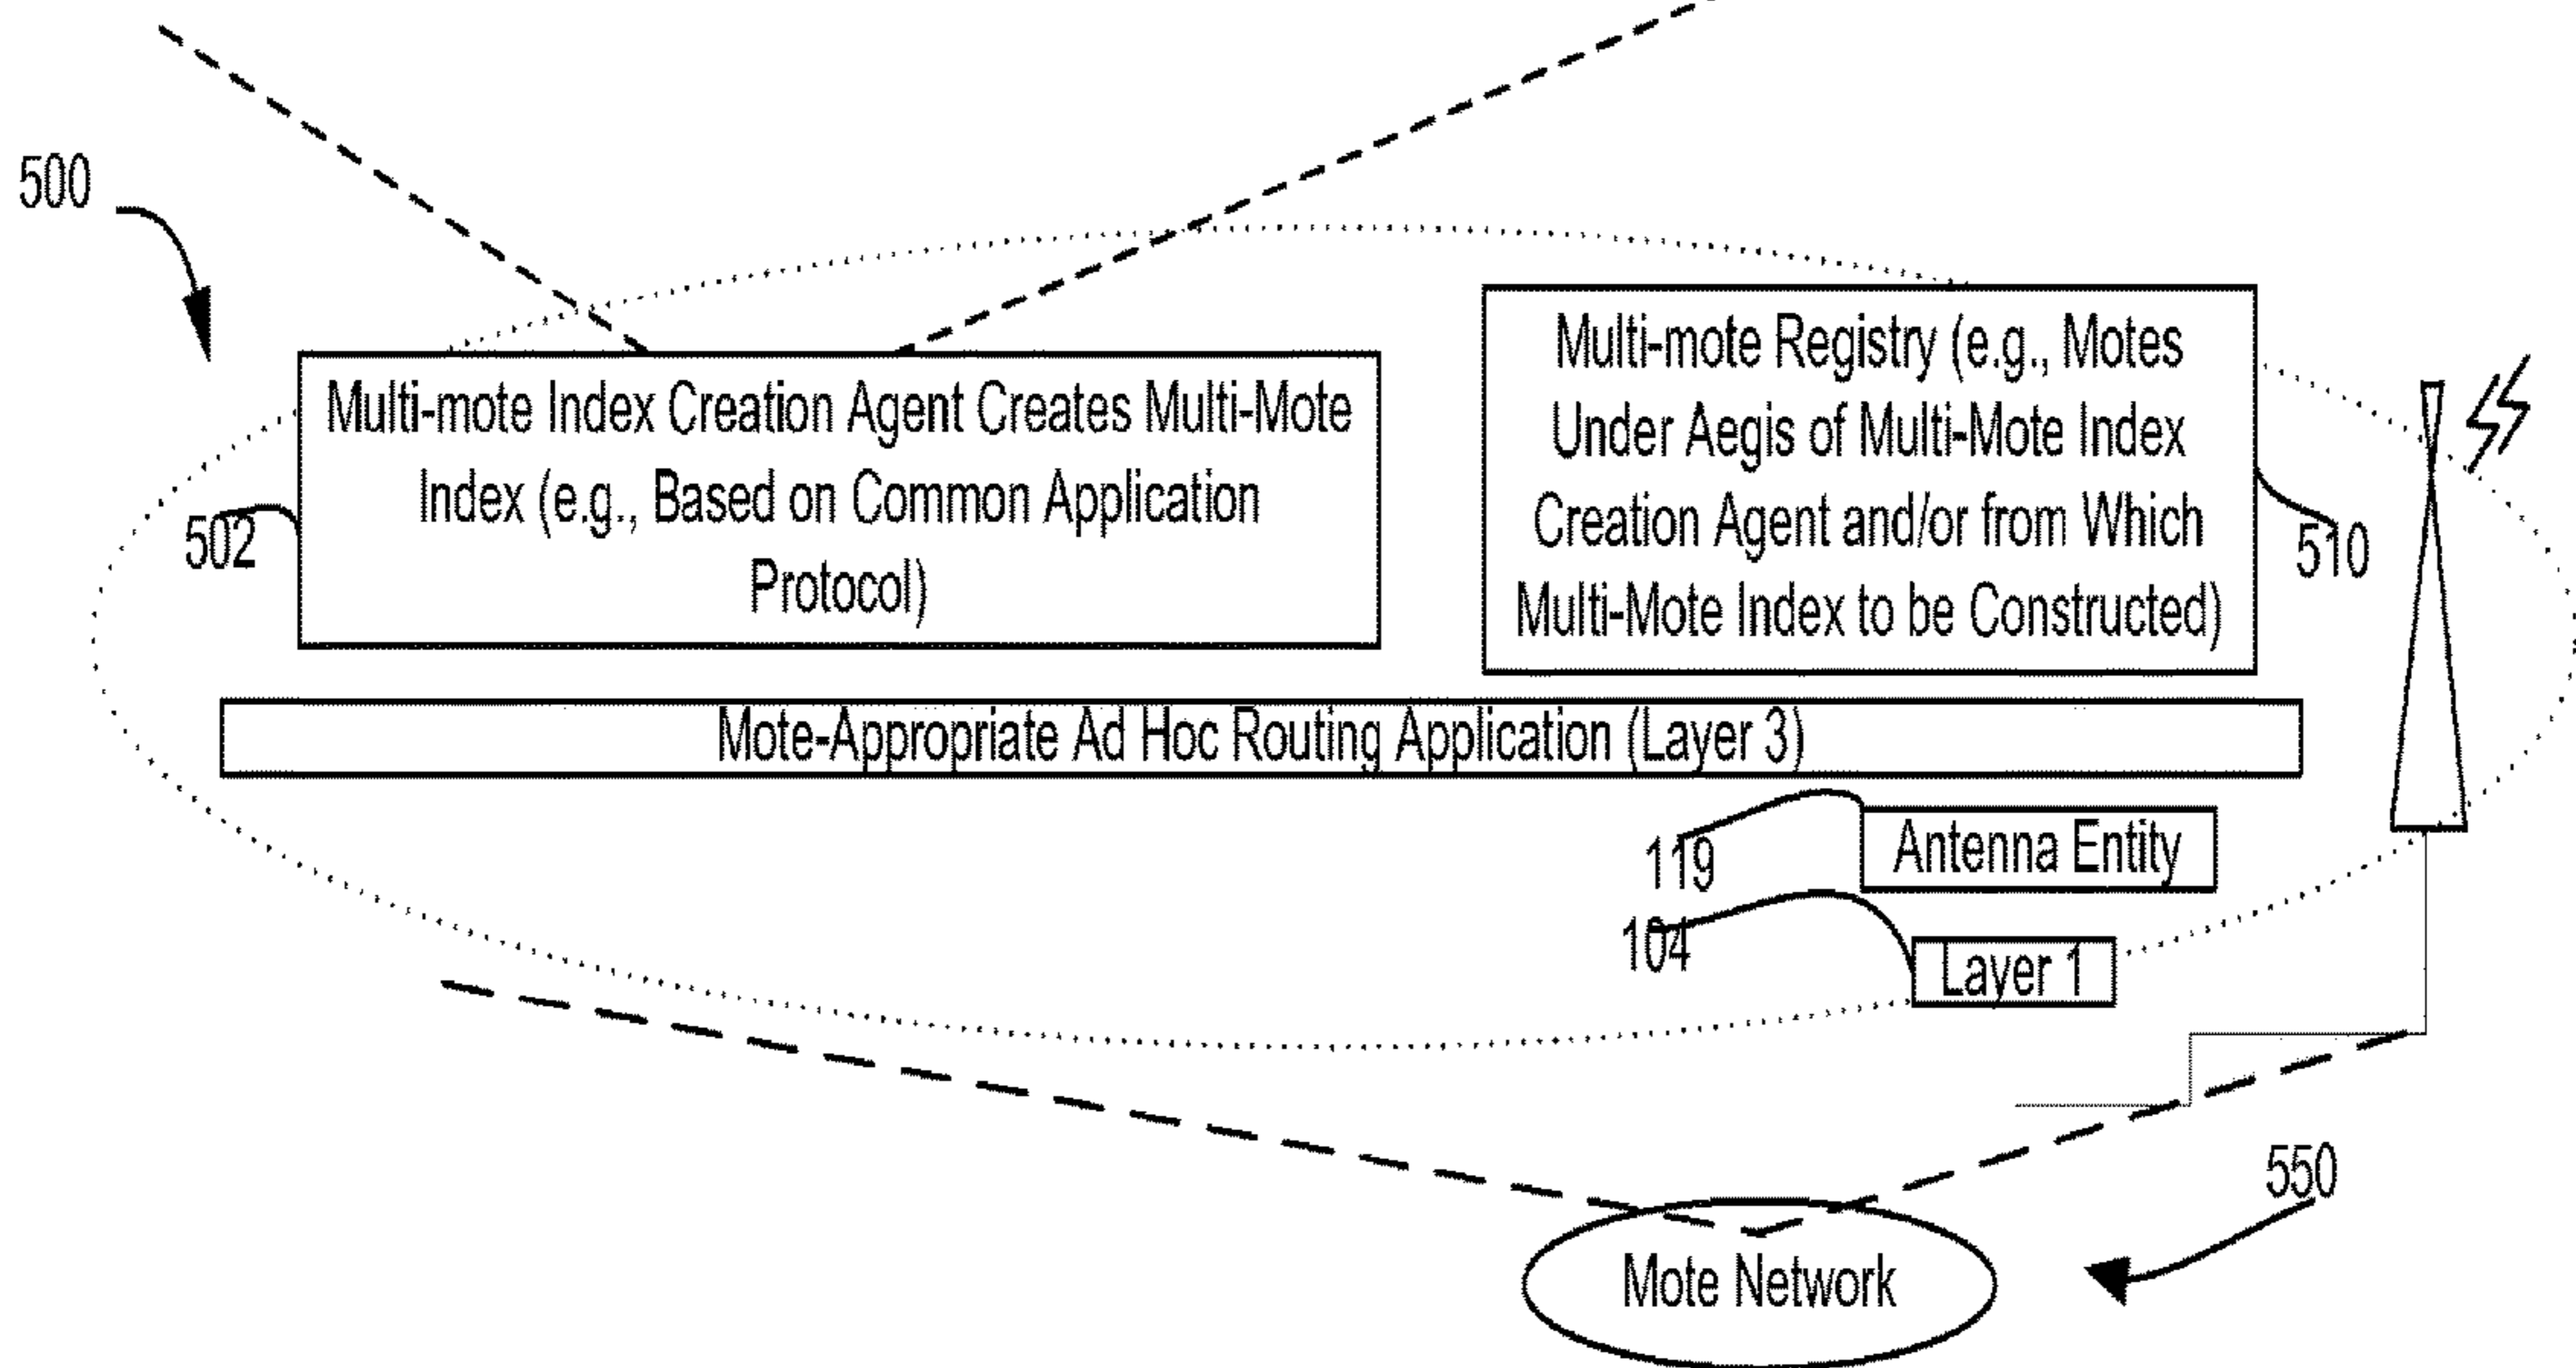 500
Multi-mote Index Creation Agent Creates Multi-Mote
Index (e.g., Based on Common Application
Protocol)
502
Multi-mote Registry (e.g., Motes
Under Aegis of Multi-Mote Index
Creation Agent and/or from Which
Multi-Mote Index to be Constructed)
510
Mote-Appropriate Ad Hoc Routing Application (Layer 3)
119
Antenna Entity
104
Layer 1
550
Mote Network